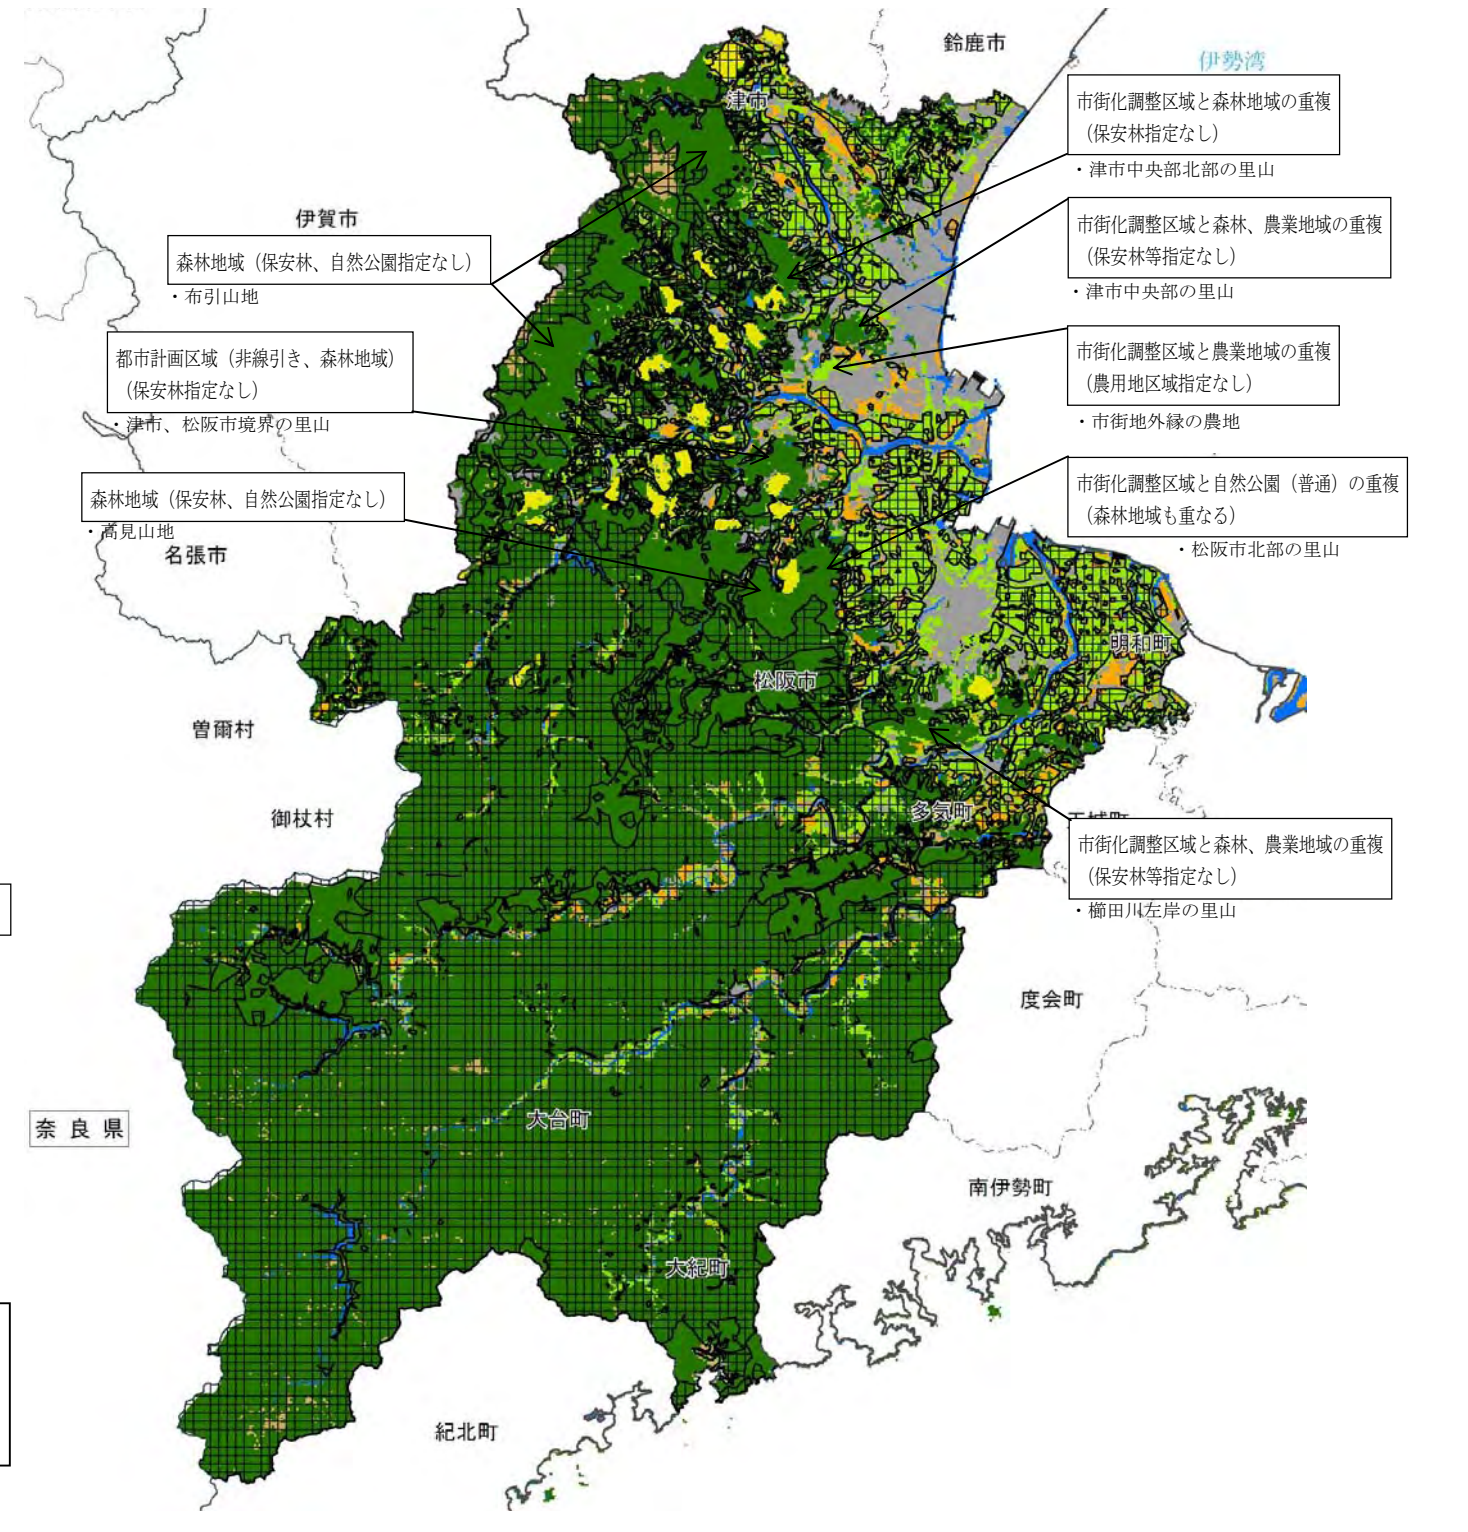 鈴鹿市
伊勢湾
津市
市街化調整区域と森林地域の重複
（保安林指定なし）
・津市中央部北部の里山
市街化調整区域と森林、農業地域の重複
（保安林等指定なし）
・津市中央部の里山
伊賀市
森林地域（保安林、自然公園指定なし）
・布引山地
市街化調整区域と農業地域の重複
（農用地区域指定なし）
・市街地外縁の農地
都市計画区域（非線引き、森林地域）
（保安林指定なし）
・津市、松阪市境界の里山
市街化調整区域と自然公園（普通）の重複
（森林地域も重なる）
・松阪市北部の里山
森林地域（保安林、自然公園指定なし）
・高見山地
名張市
明和町
松阪市
曽爾村
御杖村
多気町
市街化調整区域と森林、農業地域の重複
（保安林等指定なし）
・櫛田川左岸の里山
度会町
奈良県
大台町
南伊勢町
大紀町
紀北町